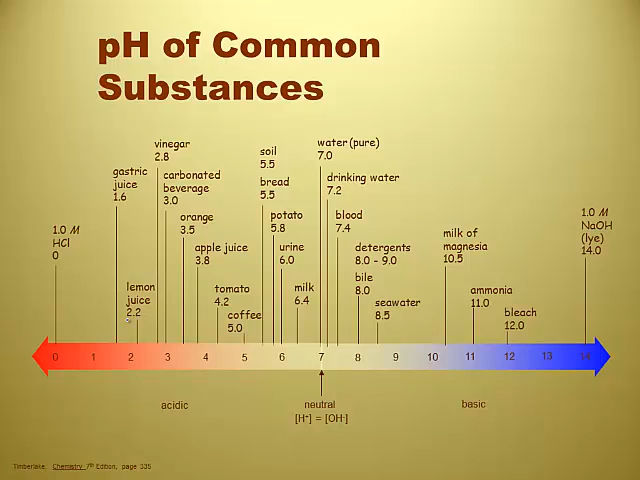 pH of Common
Substances
vinegar
2.8
water (pure)
7.0
soil
5.5
gastric
juice
1.6
carbonated
beverage
3.0
bread
5.5
drinking water
7.2
orange
3.5
potato
5.8
blood
7.4
1.0 M
HCl
0
1.0 M
NaOH
(lye)
14.0
apple juice
3.8
urine
6.0
detergents
8.0 - 9.0
milk of
magnesia
10.5
lemon
juice
2.2
tomato
4.2
milk
6.4
bile
8.0
ammonia
11.0
coffee
5.0
seawater
8.5
bleach
12.0
0 1 2 3 4 5 6 7 8 9 10 11 12 13 14
acidic neutral basic
[H+] = [OH-]
Timberlake, Chemistry 7th Edition, page 335